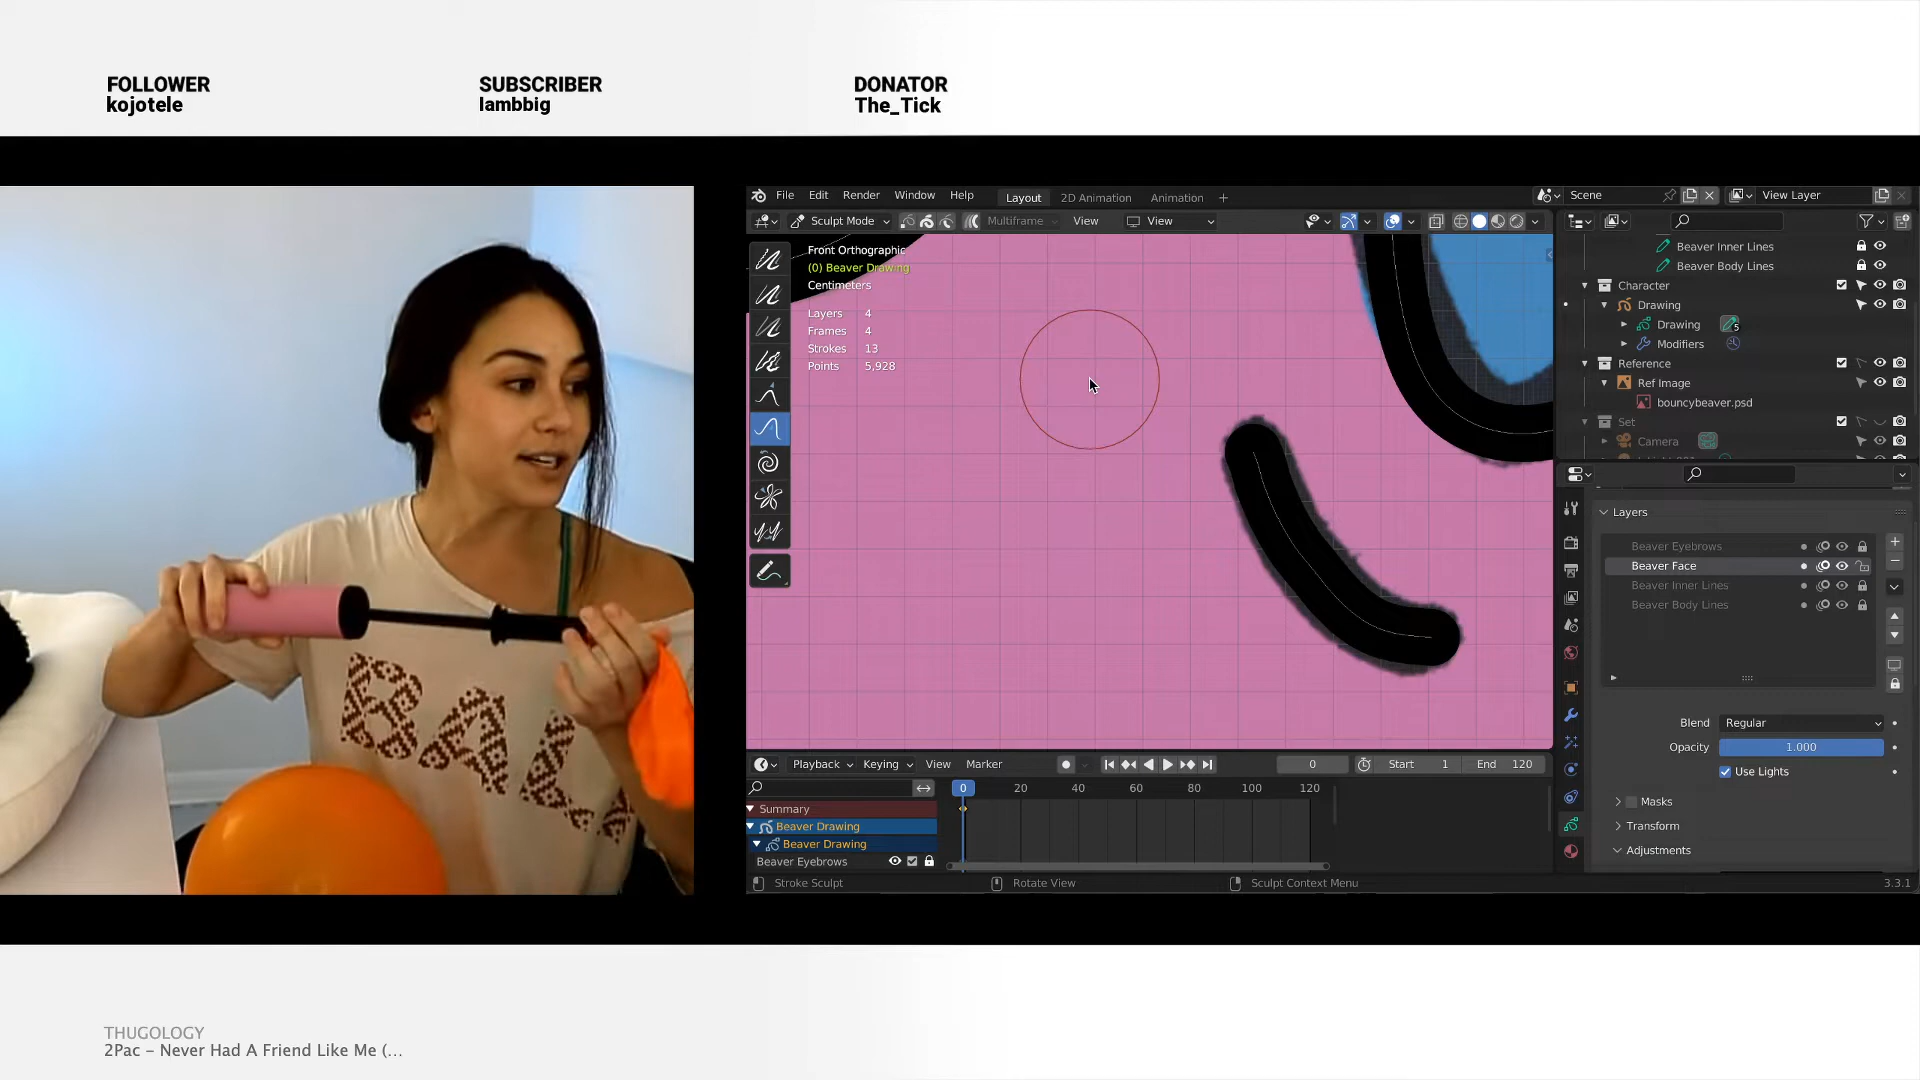 FOLLOWER
kojotele
SUBSCRIBER
lambbig
DONATOR
The_Tick
File Edit Render Window Help Layout 2D Animation Animation + Scene View Layer
Sculpt Mode Multiframe View View
Front Orthographic
(0) Beaver Drawing
Centimeters
Layers 4
Frames 4
Strokes 13
Points 5,928
Beaver Inner Lines
Beaver Body Lines
Character
Drawing
Drawing 5
Modifiers
Reference
Ref Image
bouncybeaver.psd
Set
Camera
Layers
Beaver Eyebrows
Beaver Face
Beaver Inner Lines
Beaver Body Lines
Blend Regular
Opacity 1.000
Use Lights
Masks
Transform
Adjustments
BALL
Playback Keying View Marker 0 Start 1 End 120
0 20 40 60 80 100 120
Summary
Beaver Drawing
Beaver Drawing
Beaver Eyebrows
Stroke Sculpt Rotate View Sculpt Context Menu 3.3.1
THUGOLOGY
2Pac - Never Had A Friend Like Me (...